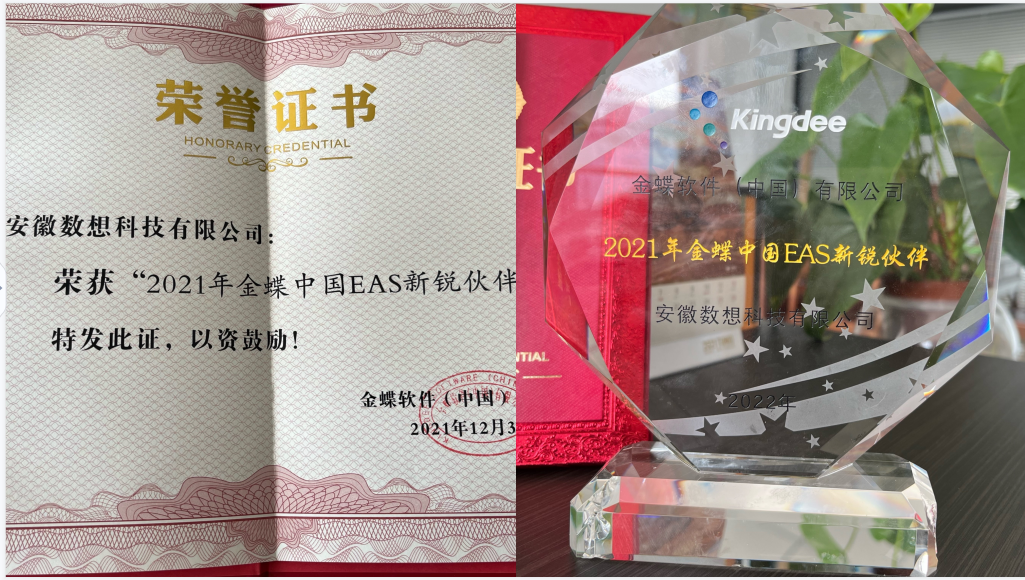 荣誉证书
HONORARY CREDENTIAL
安徽数想科技有限公司:
荣获“2021年金蝶中国EAS新锐伙伴
特发此证，以资鼓励!
金蝶软件（中国）
2021年12月3
Kingdee
金蝶软件（中国）有限公司
2021年金蝶中国EAS新锐伙伴
安徽数想科技有限公司
2022年